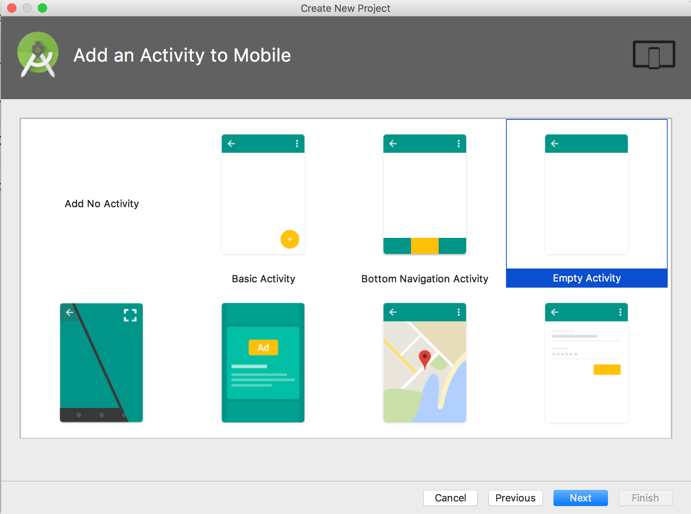 Create New Project
Add an Activity to Mobile
Add No Activity
Basic Activity
Bottom Navigation Activity
Empty Activity
Ad
Cancel
Previous
Next
Finish